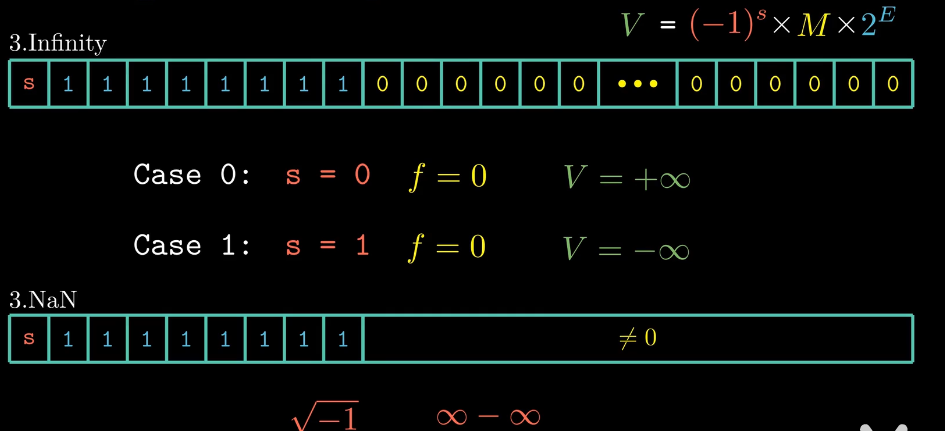 V = (−1)^s × M × 2^E
3.Infinity
s 1 1 1 1 1 1 1 1 0 0 0 0 0 0 ••• 0 0 0 0 0 0
Case 0: s = 0 f = 0 V = +∞
Case 1: s = 1 f = 0 V = −∞
3.NaN
s 1 1 1 1 1 1 1 1 ≠ 0
√−1 ∞ − ∞